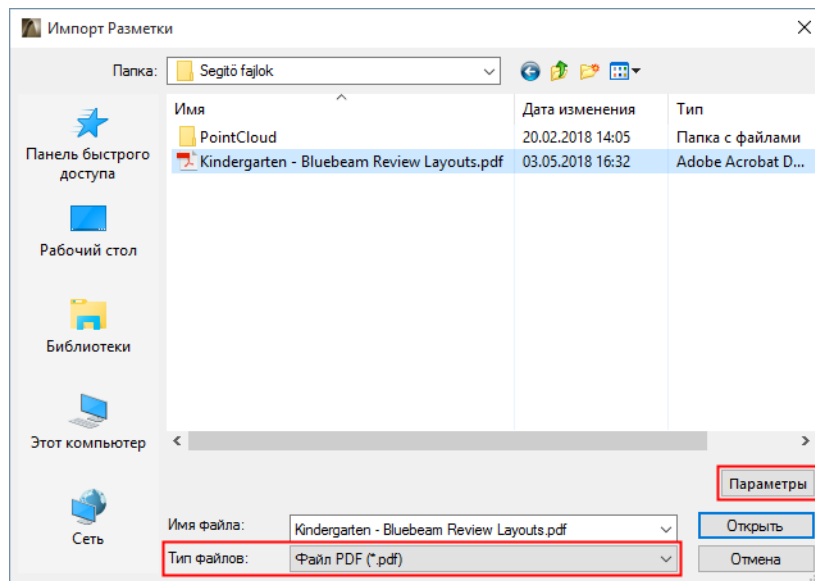 Импорт Разметки
Папка: Segitő fajlok
Имя Дата изменения Тип
PointCloud 20.02.2018 14:05 Папка с файлами
Kindergarten - Bluebeam Review Layouts.pdf 03.05.2018 16:32 Adobe Acrobat D...
Панель быстрого
доступа
Рабочий стол
Библиотеки
Этот компьютер
Сеть
Параметры
Имя файла: Kindergarten - Bluebeam Review Layouts.pdf Открыть
Тип файлов: Файл PDF (*.pdf) Отмена